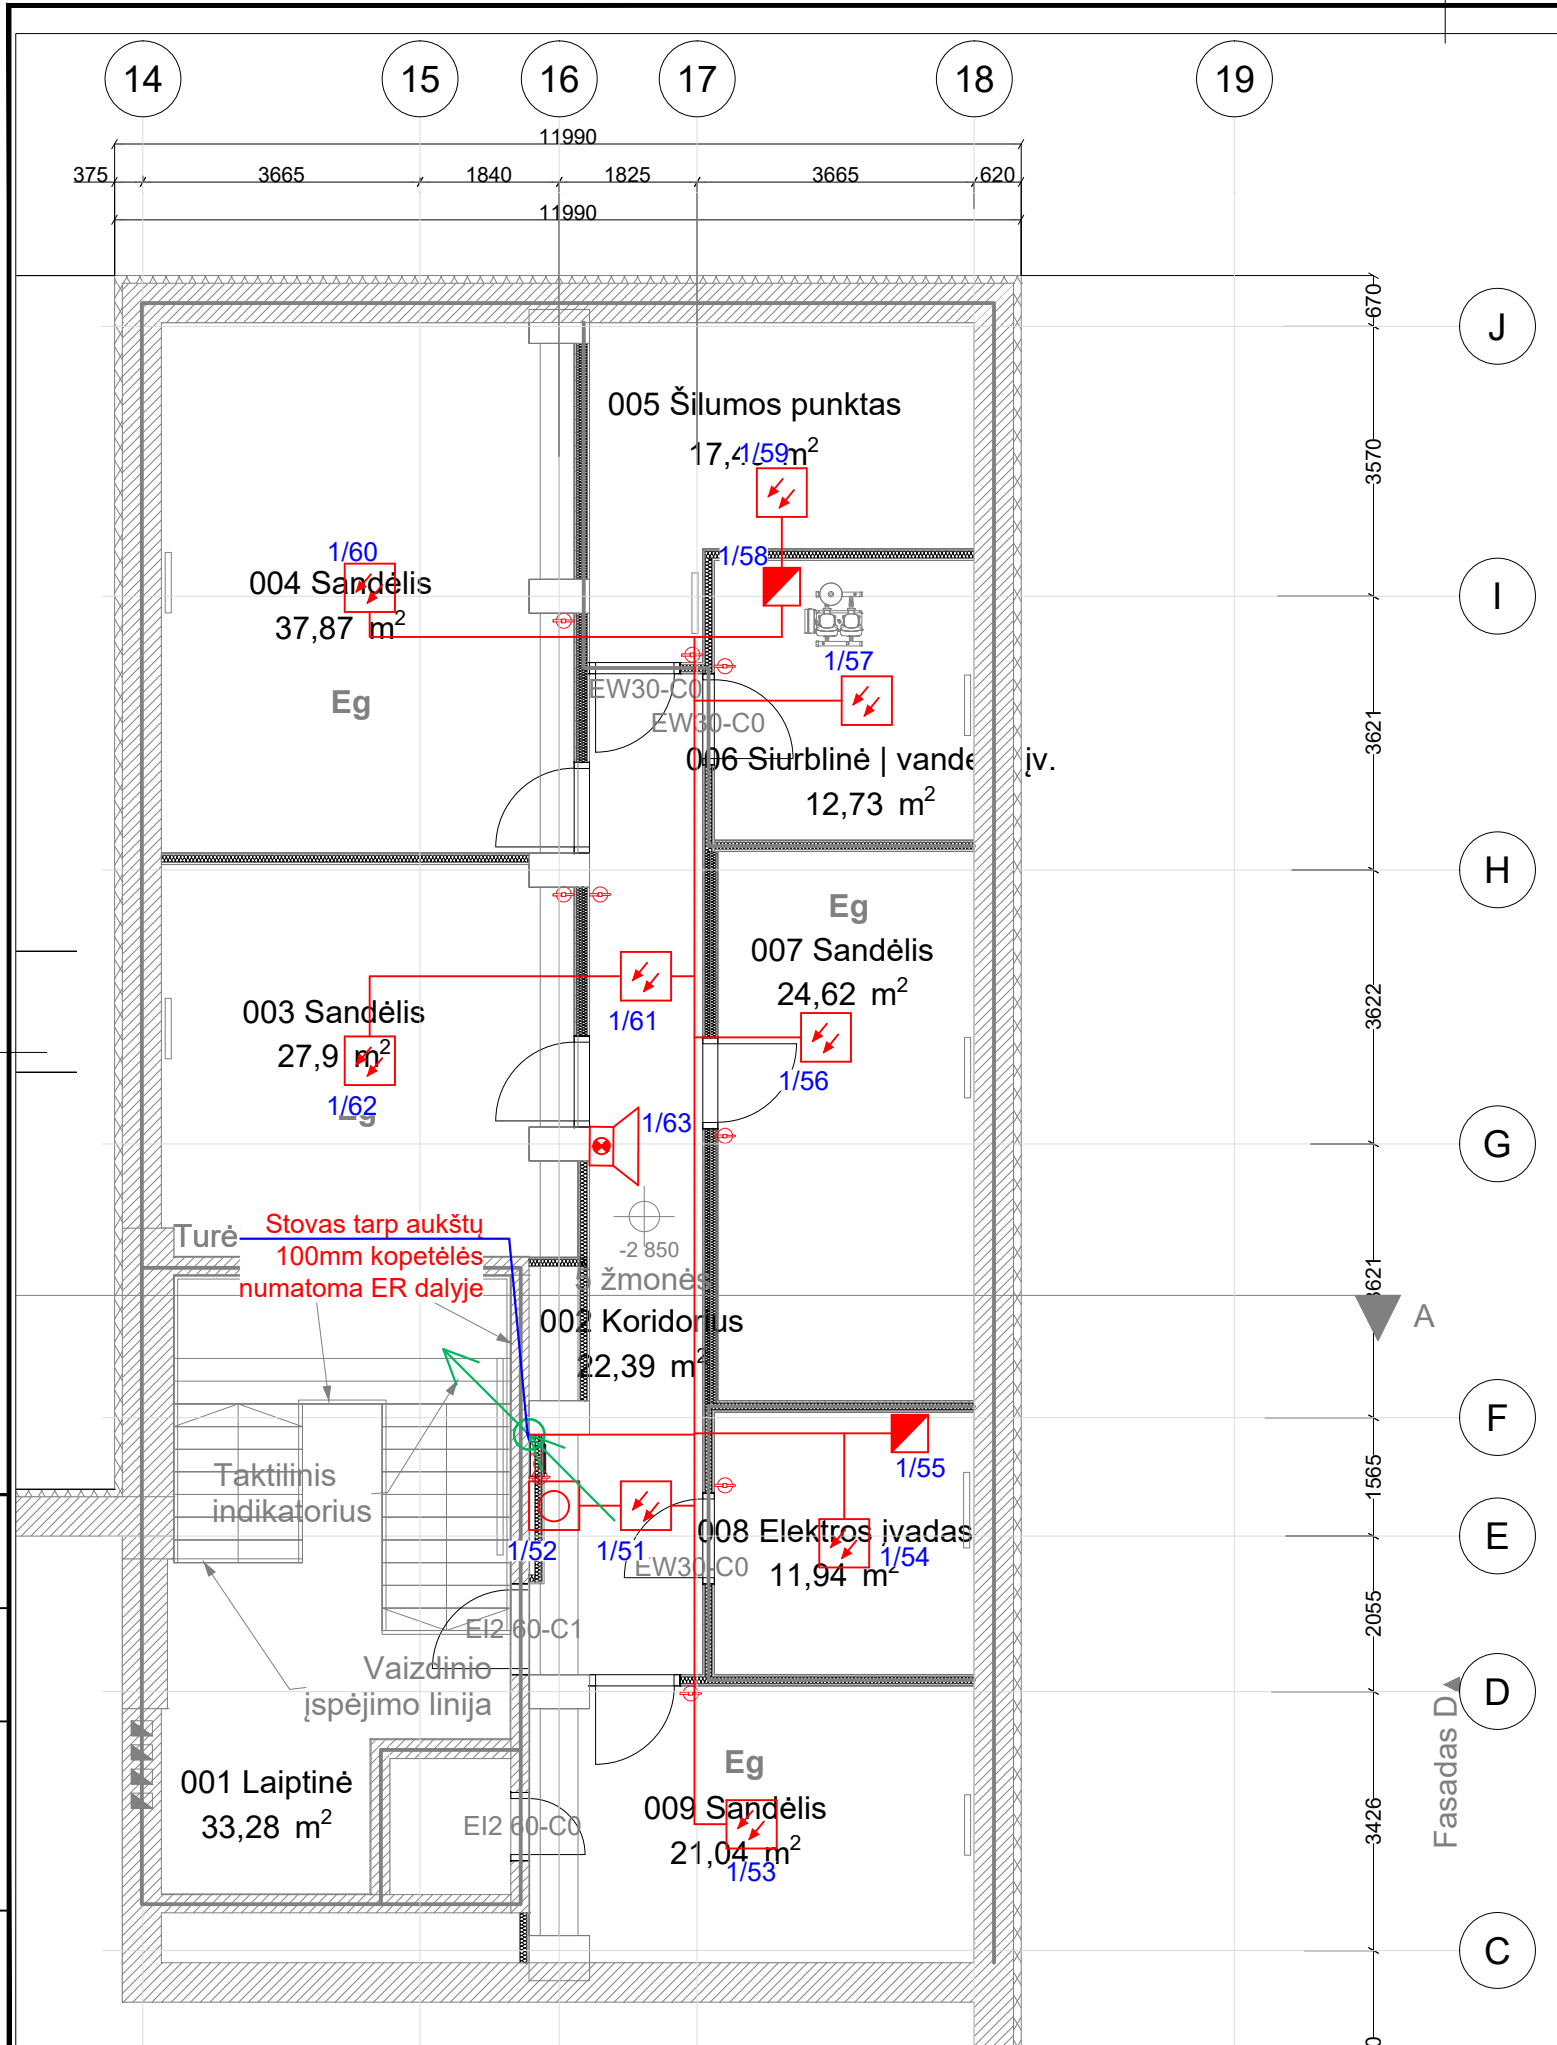 14 15 16 17 18 19
11990
375 3665 1840 1825 3665 620
11990
670
J
005 Šilumos punktas
m²
1/59
3570
1/60
1/58
004 Sandėlis
37,87 m²
I
1/57
EW30-C0
Eg
EW30-C0
3621
006 Siurblinė | įv.
12,73 m²
H
Eg
007 Sandėlis
24,62 m²
003 Sandėlis
27,9 m²
1/61
3622
1/56
1/62
1/63
G
Turė
Stovas tarp aukštų
100mm kopetėlės
numatoma ER dalyje
-2 850
žmonės
3621
A
002 Koridorius
22,39 m²
F
1/55
Taktilinis
indikatorius
1565
008 Elektros įvadas
11,94 m²
E
1/52
1/51
1/54
EW30-C0
2055
EI2 60-C1
Vaizdinio
įspėjimo linija
D
Fasadas D
Eg
001 Laiptinė
33,28 m²
009 Sandėlis
21,04 m²
EI2 60-C0
3426
1/53
C